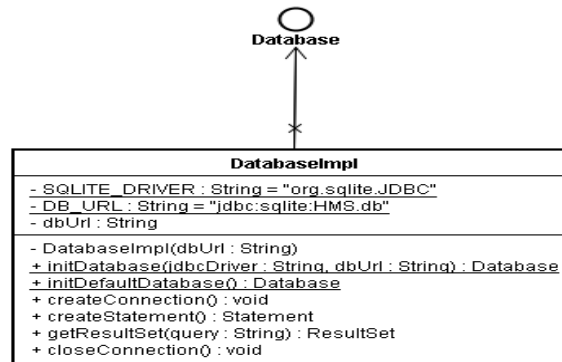 Database
DatabaseImpl
- SQLITE_DRIVER : String = "org.sqlite.JDBC"
- DB_URL : String = "jdbc:sqlite:HMS.db"
- dbUrl : String
- DatabaseImpl(dbUrl : String)
+ initDatabase(jdbcDriver : String, dbUrl : String) : Database
+ initDefaultDatabase() : Database
+ createConnection() : void
+ createStatement() : Statement
+ getResultSet(query : String) : ResultSet
+ closeConnection() : void